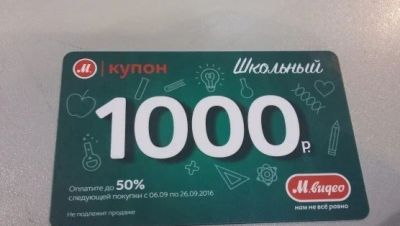 М. | купон Школьный
1000 р.
Оплатите до 50%
следующей покупки с 06.09 по 26.09.2016
Не подлежит продаже
М.видео
нам не всё равно